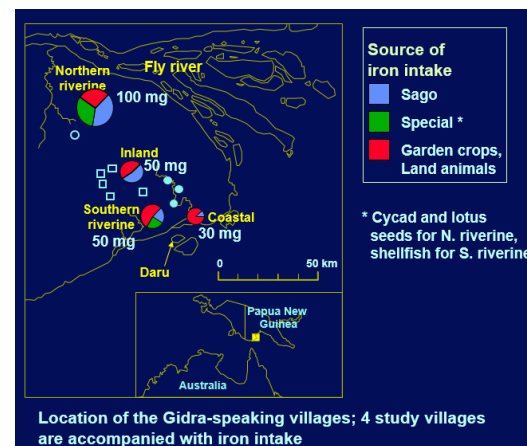 Northern
riverine
Fly river
100 mg
Inland
50 mg
Southern
riverine
50 mg
Coastal
30 mg
Daru
0
50 km
Papua New
Guinea
Australia
Source of
iron intake
Sago
Special *
Garden crops,
Land animals
* Cycad and lotus
seeds for N. riverine,
shellfish for S. riverine
Location of the Gidra-speaking villages; 4 study villages
are accompanied with iron intake